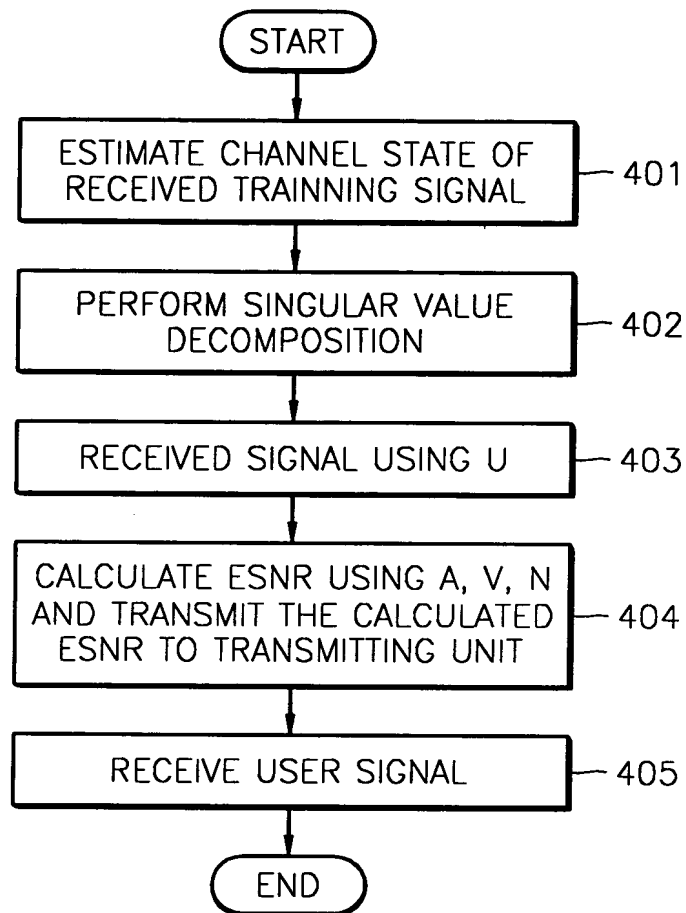 START
ESTIMATE CHANNEL STATE OF
RECEIVED TRAINNING SIGNAL
401
PERFORM SINGULAR VALUE
DECOMPOSITION
402
RECEIVED SIGNAL USING U
403
CALCULATE ESNR USING A, V, N
AND TRANSMIT THE CALCULATED
ESNR TO TRANSMITTING UNIT
404
RECEIVE USER SIGNAL
405
END